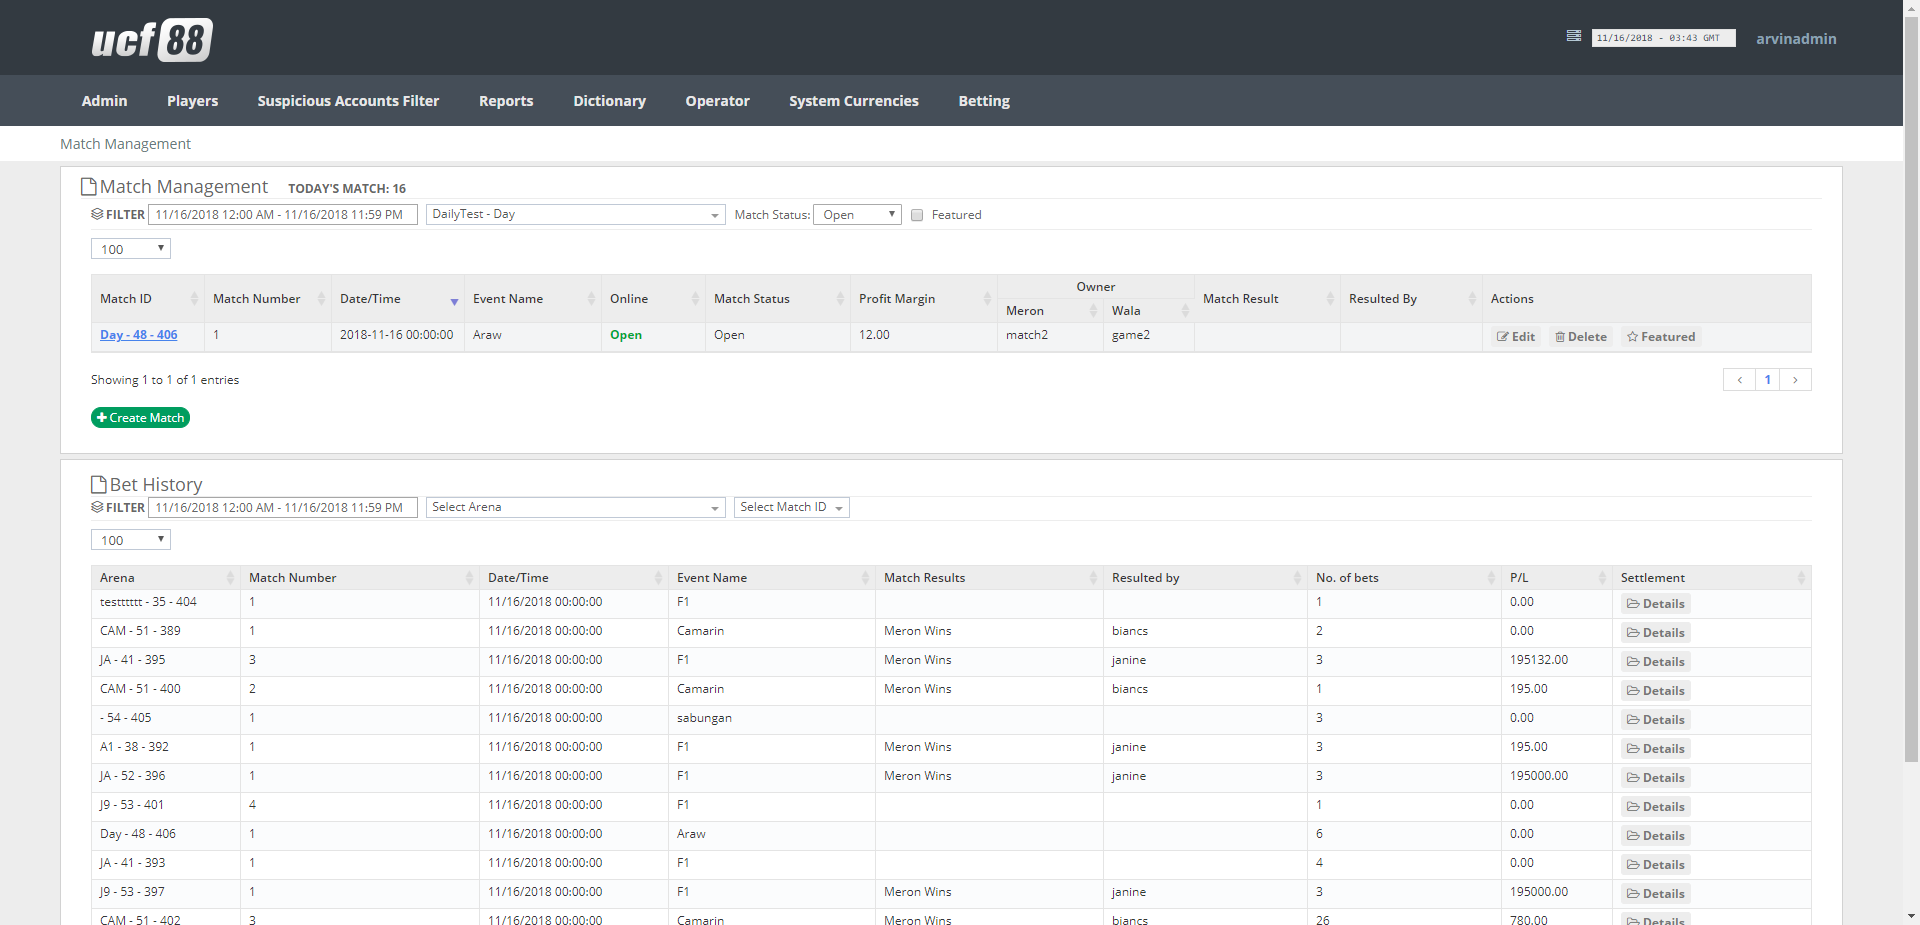 ucf 88
11/16/2018 - 03:43 GMT arvinadmin
Admin Players Suspicious Accounts Filter Reports Dictionary Operator System Currencies Betting
Match Management
Match Management TODAY'S MATCH: 16
FILTER 11/16/2018 12:00 AM - 11/16/2018 11:59 PM DailyTest - Day Match Status: Open Featured
100
Match ID Match Number Date/Time Event Name Online Match Status Profit Margin Owner Match Result Resulted By Actions
Meron Wala
Day - 48 - 406 1 2018-11-16 00:00:00 Araw Open Open 12.00 match2 game2 Edit Delete Featured
Showing 1 to 1 of 1 entries < 1 >
+ Create Match
Bet History
FILTER 11/16/2018 12:00 AM - 11/16/2018 11:59 PM Select Arena Select Match ID
100
Arena Match Number Date/Time Event Name Match Results Resulted by No. of bets P/L Settlement
testttttt - 35 - 404 1 11/16/2018 00:00:00 F1 1 0.00 Details
CAM - 51 - 389 1 11/16/2018 00:00:00 Camarin Meron Wins biancs 2 0.00 Details
JA - 41 - 395 3 11/16/2018 00:00:00 F1 Meron Wins janine 3 195132.00 Details
CAM - 51 - 400 2 11/16/2018 00:00:00 Camarin Meron Wins biancs 1 195.00 Details
- 54 - 405 1 11/16/2018 00:00:00 sabungan 3 0.00 Details
A1 - 38 - 392 1 11/16/2018 00:00:00 F1 Meron Wins janine 3 195.00 Details
JA - 52 - 396 1 11/16/2018 00:00:00 F1 Meron Wins janine 3 195000.00 Details
J9 - 53 - 401 4 11/16/2018 00:00:00 F1 1 0.00 Details
Day - 48 - 406 1 11/16/2018 00:00:00 Araw 6 0.00 Details
JA - 41 - 393 1 11/16/2018 00:00:00 F1 4 0.00 Details
J9 - 53 - 397 1 11/16/2018 00:00:00 F1 Meron Wins janine 3 195000.00 Details
CAM - 51 - 402 3 11/16/2018 00:00:00 Camarin Meron Wins biancs 26 780.00 Details